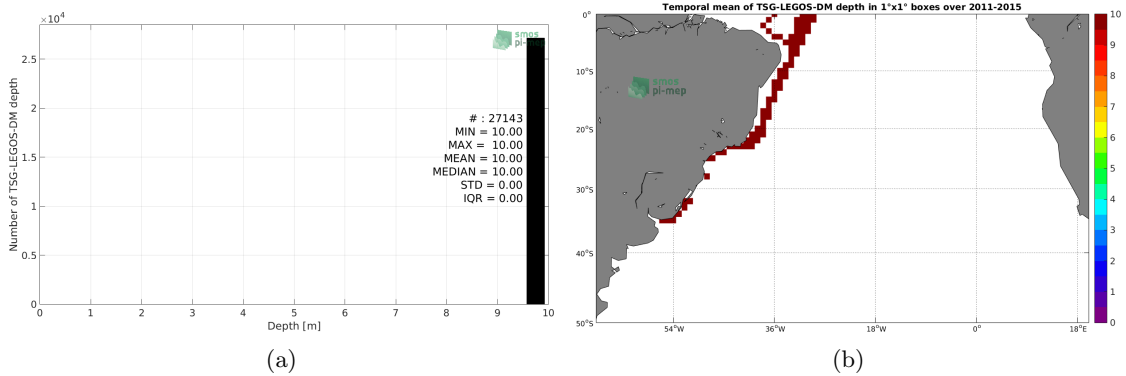 ×10⁴
2.5
2
1.5
1
0.5
0
Number of TSG-LEGOS-DM depth
smos
pi-mep
# : 27143
MIN = 10.00
MAX = 10.00
MEAN = 10.00
MEDIAN = 10.00
STD = 0.00
IQR = 0.00
0 1 2 3 4 5 6 7 8 9 10
Depth [m]
(a)
Temporal mean of TSG-LEGOS-DM depth in 1°x1° boxes over 2011-2015
0°
10°S
20°S
30°S
40°S
50°S
smos
pi-mep
54°W 36°W 18°W 0° 18°E
10
9
8
7
6
5
4
3
2
1
0
(b)